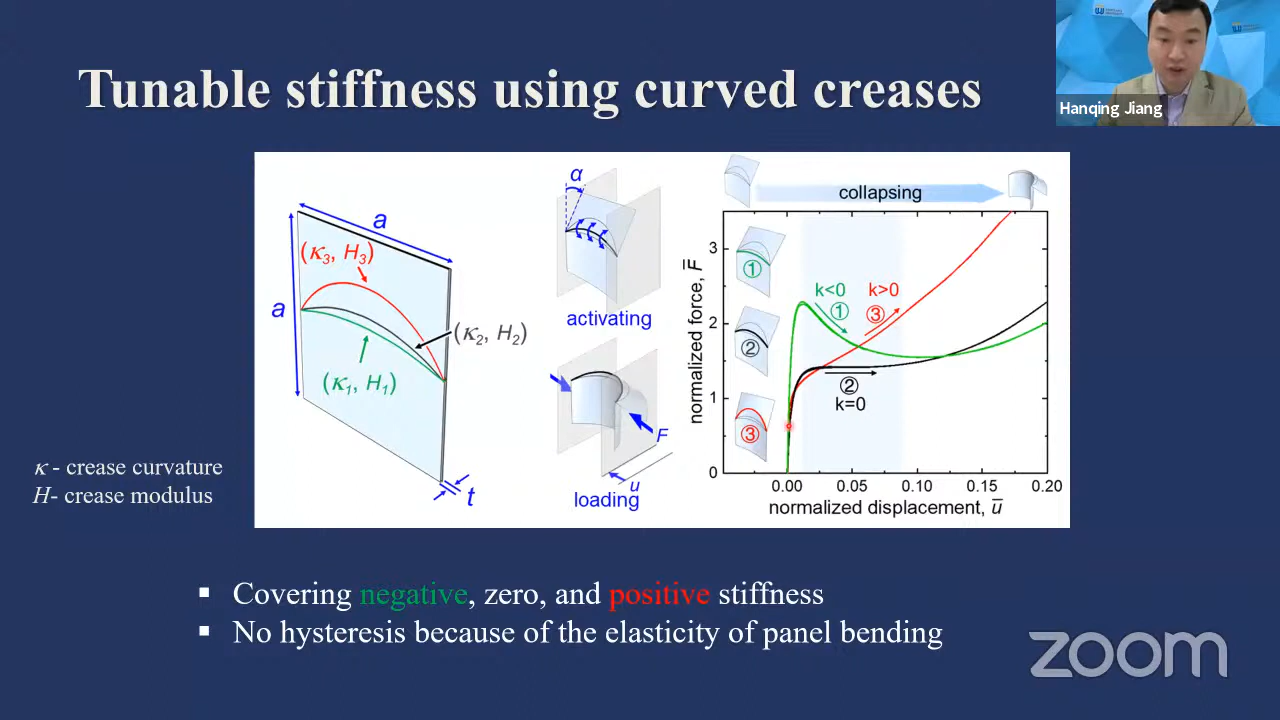 Tunable stiffness using curved creases
Hanqing Jiang
a
a
(κ₃, H₃)
(κ₂, H₂)
(κ₁, H₁)
t
κ - crease curvature
H- crease modulus
α
activating
F
u
loading
collapsing
normalized force, F̅
3
2
1
0
①
②
③
k<0
①
k>0
③
②
k=0
0.00 0.05 0.10 0.15 0.20
normalized displacement, u̅
▪ Covering negative, zero, and positive stiffness
▪ No hysteresis because of the elasticity of panel bending
zoom